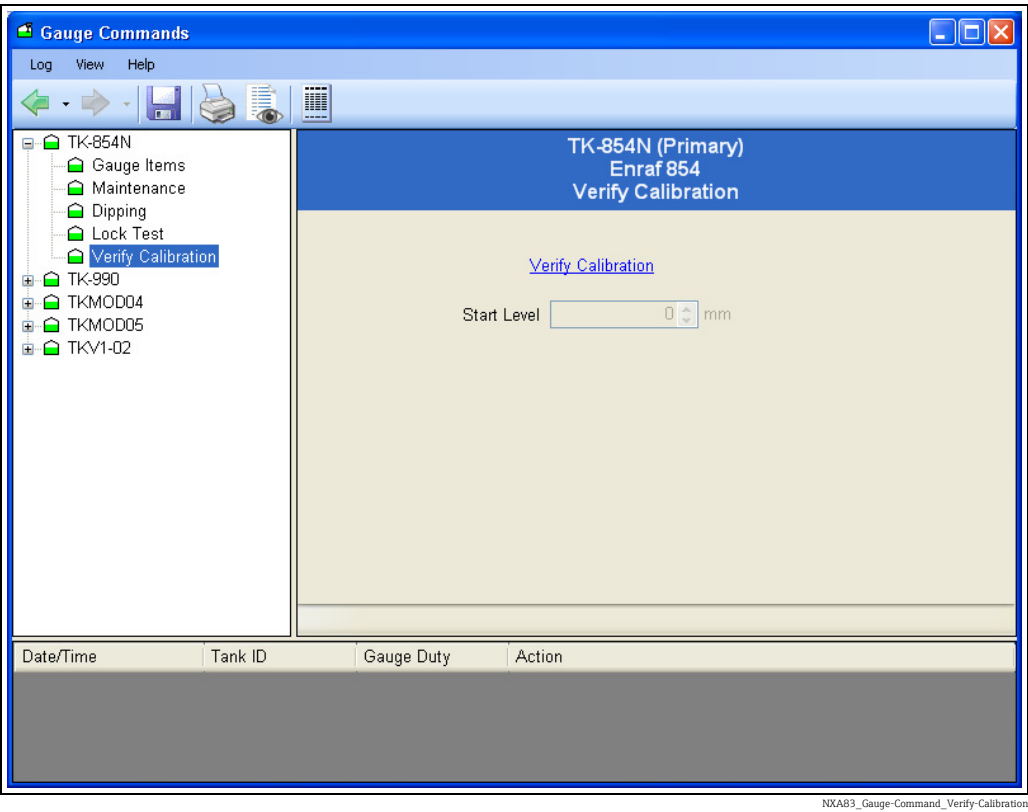 Gauge Commands
Log View Help
TK-854N
Gauge Items
Maintenance
Dipping
Lock Test
Verify Calibration
TK-990
TKMOD04
TKMOD05
TKV1-02
TK-854N (Primary)
Enraf 854
Verify Calibration
Verify Calibration
Start Level 0 mm
Date/Time Tank ID Gauge Duty Action
NXA83_Gauge-Command_Verify-Calibration